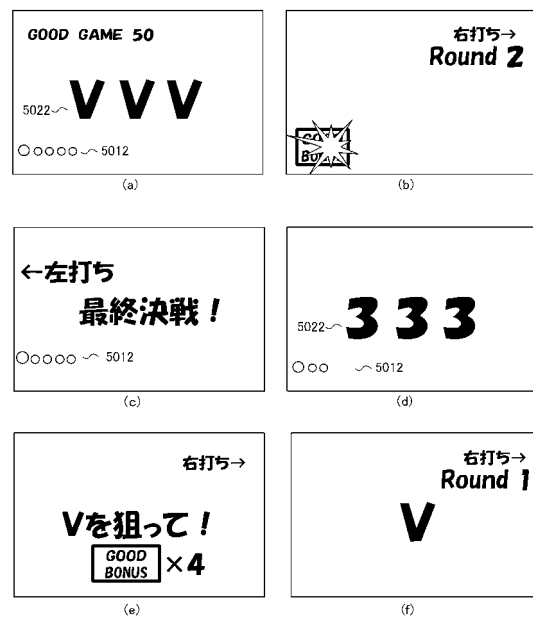 GOOD GAME 50
5022 V V V
5012
(a)
右打ち→
Round 2
GOOD
BONUS
(b)
←左打ち
最終決戦！
5012
(c)
5022 3 3 3
5012
(d)
右打ち→
Vを狙って！
GOOD
BONUS ×4
(e)
右打ち→
Round 1
V
(f)